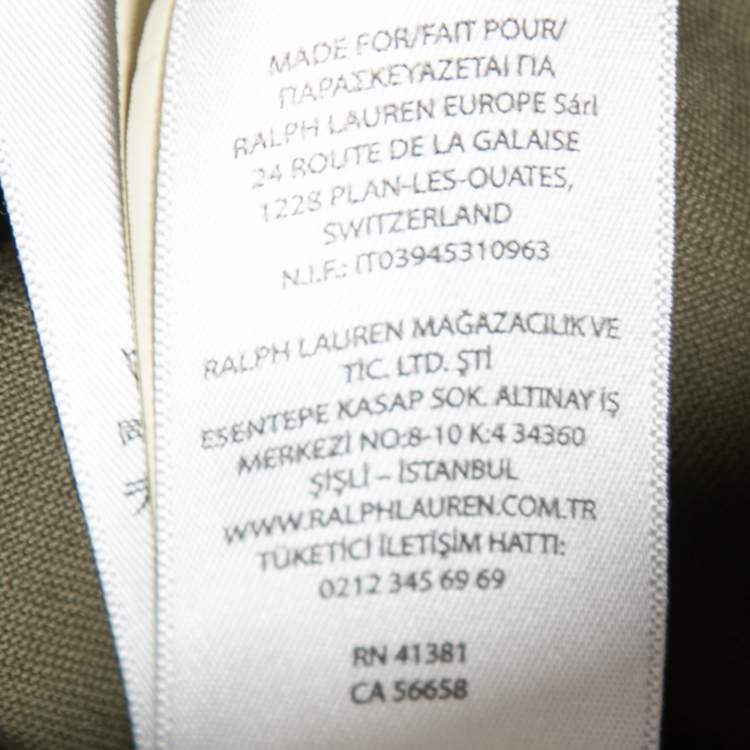 MADE FOR/FAIT POUR/
ΠΑΡΑΣΚΕΥΑΖΕΤΑΙ ΓΙΑ
RALPH LAUREN EUROPE Sárl
24 ROUTE DE LA GALAISE
1228 PLAN-LES-OUATES,
SWITZERLAND
N.I.F.: IT03945310963
RALPH LAUREN MAĞAZACILIK VE
TİC. LTD. ŞTİ
ESENTEPE KASAP SOK. ALTINAY İŞ
MERKEZİ NO:8-10 K:4 34360
ŞİŞLİ – İSTANBUL
WWW.RALPHLAUREN.COM.TR
TÜKETİCİ İLETİŞİM HATTI:
0212 345 69 69
RN 41381
CA 56658